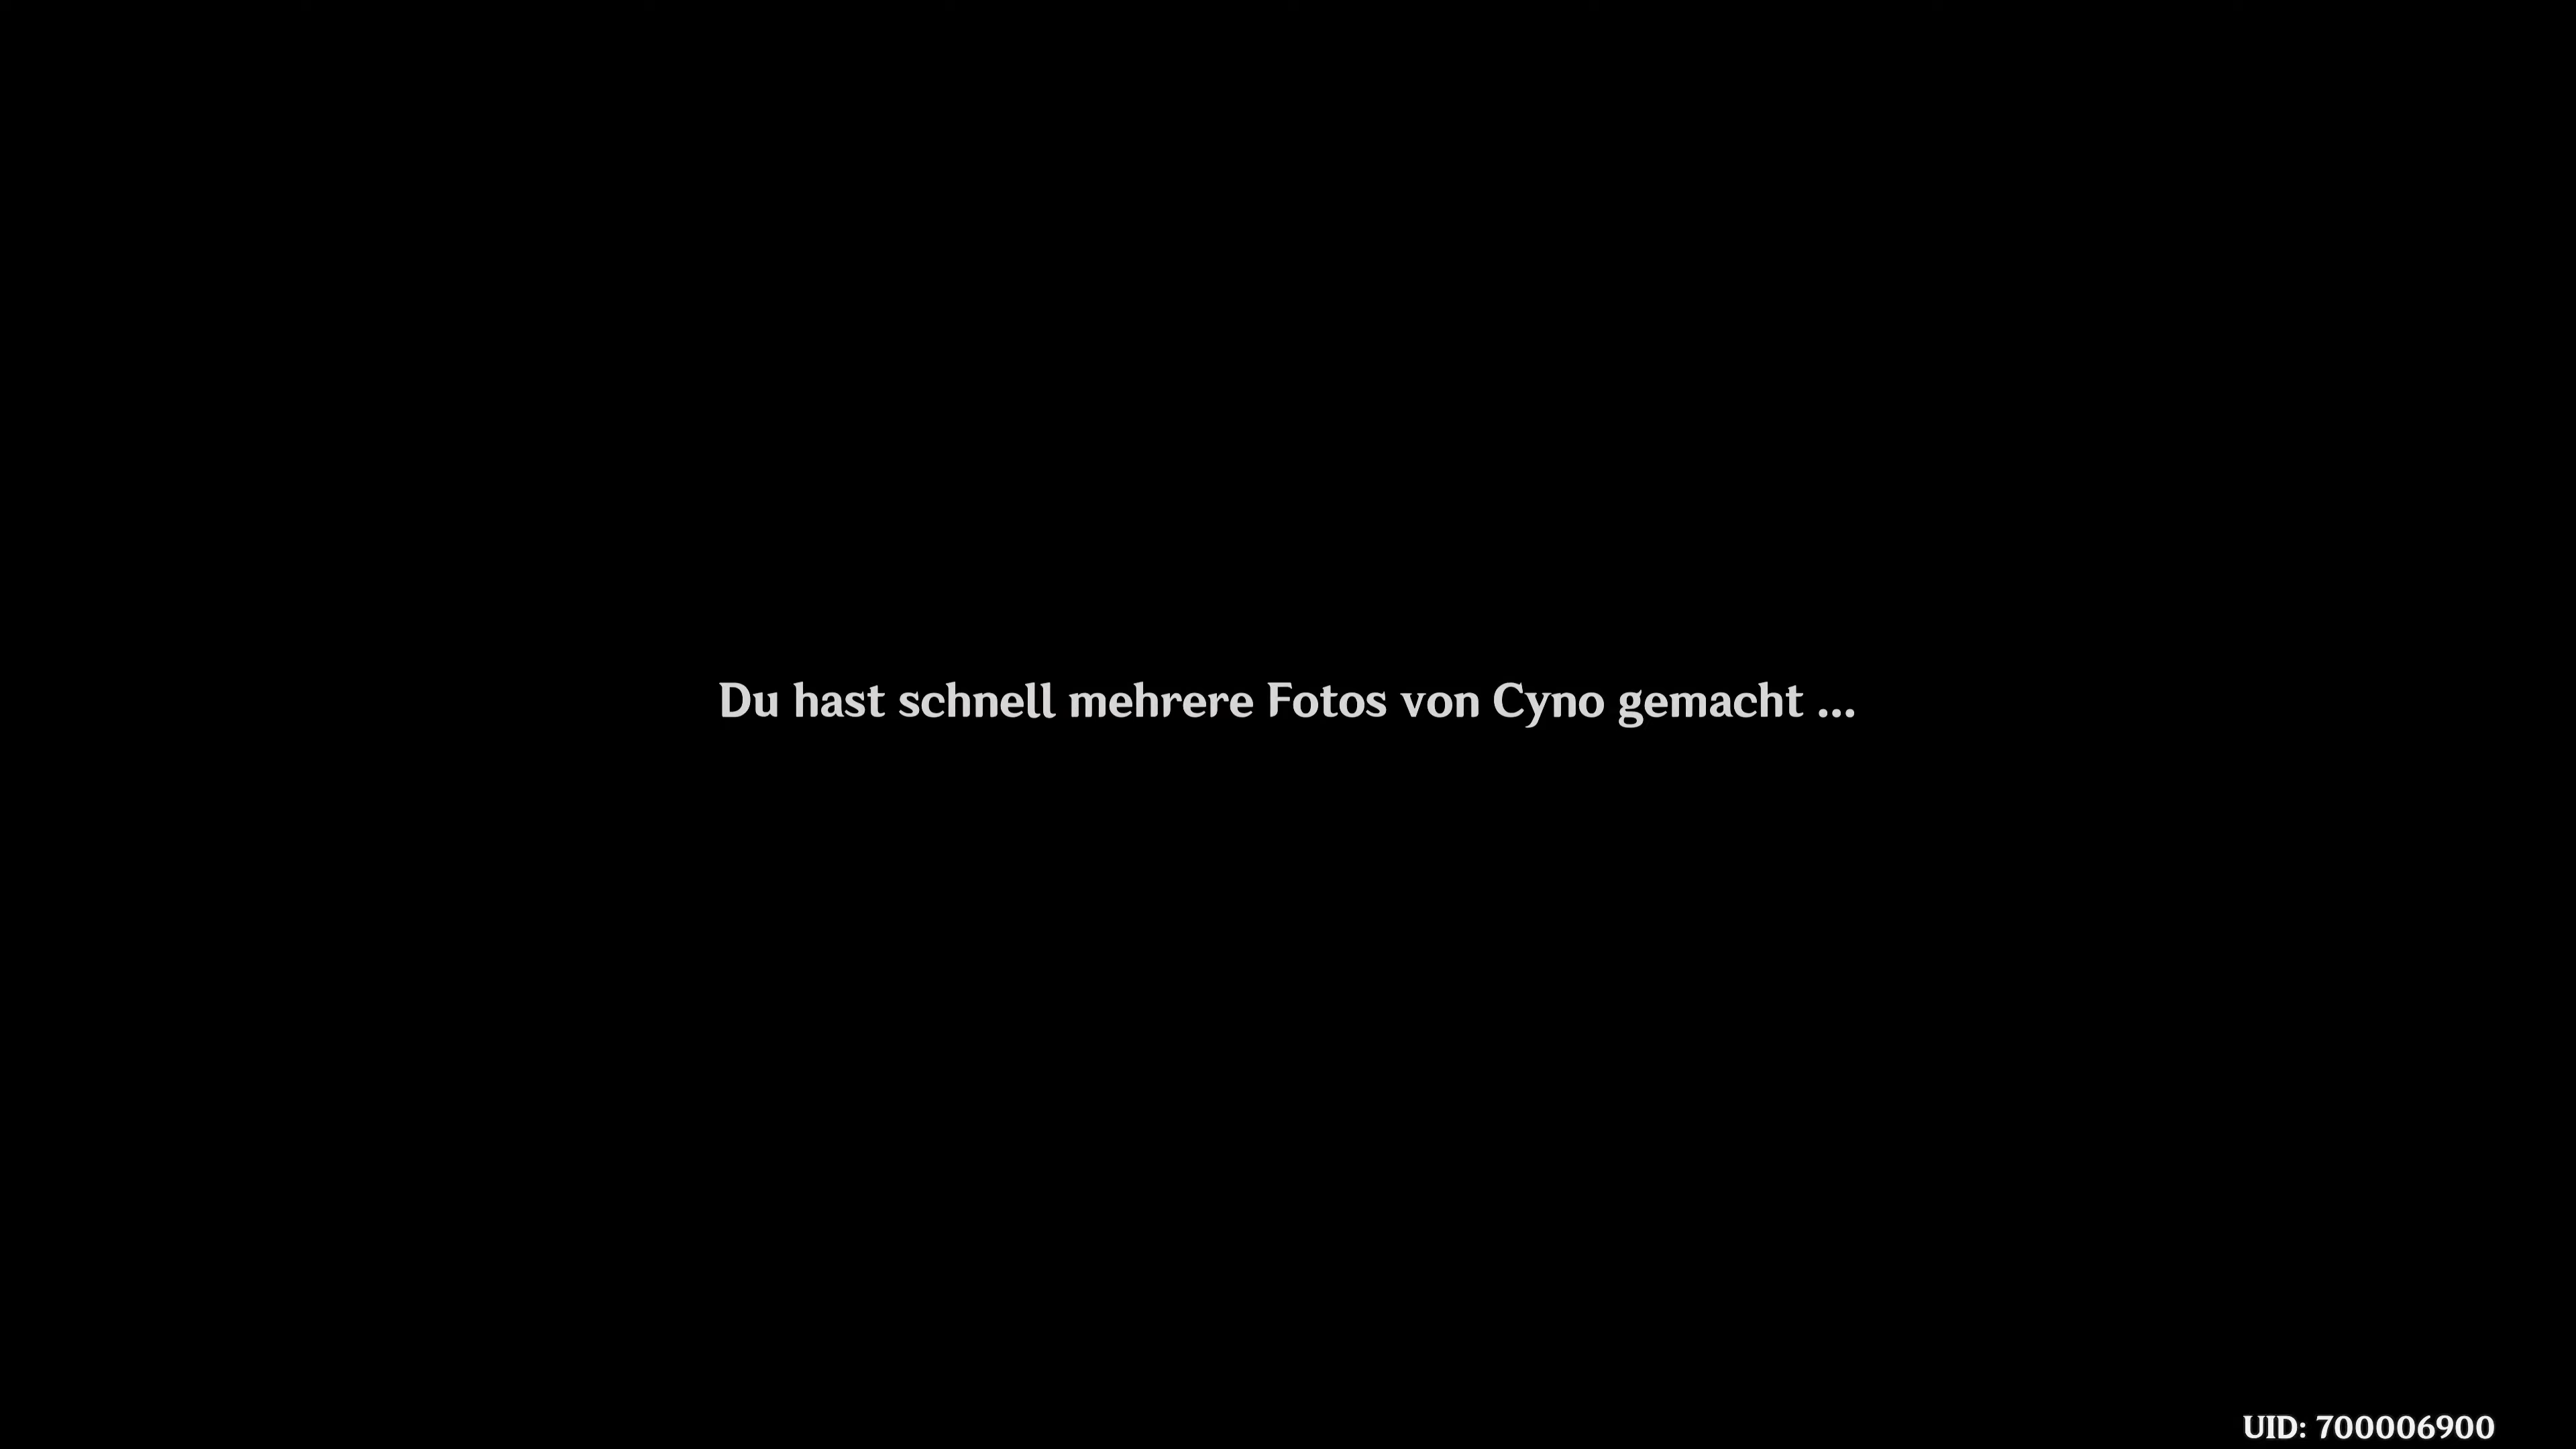 Du hast schnell mehrere Fotos von Cyno gemacht ...
UID: 700006900